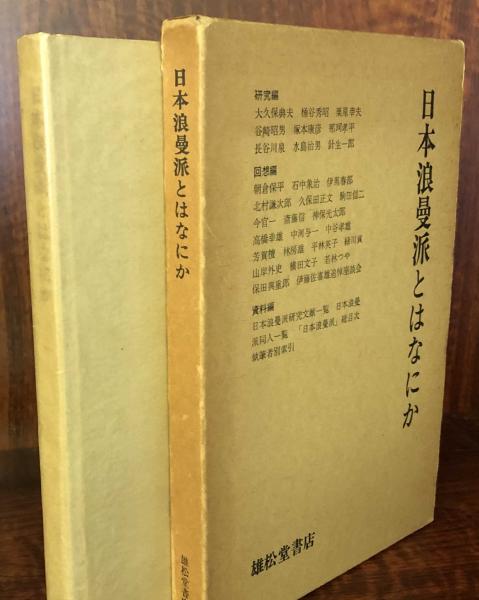 日本浪曼派とはなにか
研究編
大久保典夫 桶谷秀昭 栗原幸夫
谷崎昭男 塚本康彦 那珂孝平
長谷川泉 水島治男 針生一郎
回想編
朝倉保平 石中象治 伊馬春部
北村謙次郎 久保田正文 駒田信二
今官一 斎藤信 神保光太郎
高橋幸雄 中河与一 中谷孝雄
芳賀檀 林房雄 平林英子 緑川貢
山岸外史 横田文子 若林つや
保田與重郎 伊藤佐喜雄追悼座談会
資料編
日本浪曼派研究文献一覧 日本浪曼
派同人一覧 「日本浪曼派」総目次
執筆者別索引
雄松堂書店
日本浪曼派とはなにか
雄松堂書